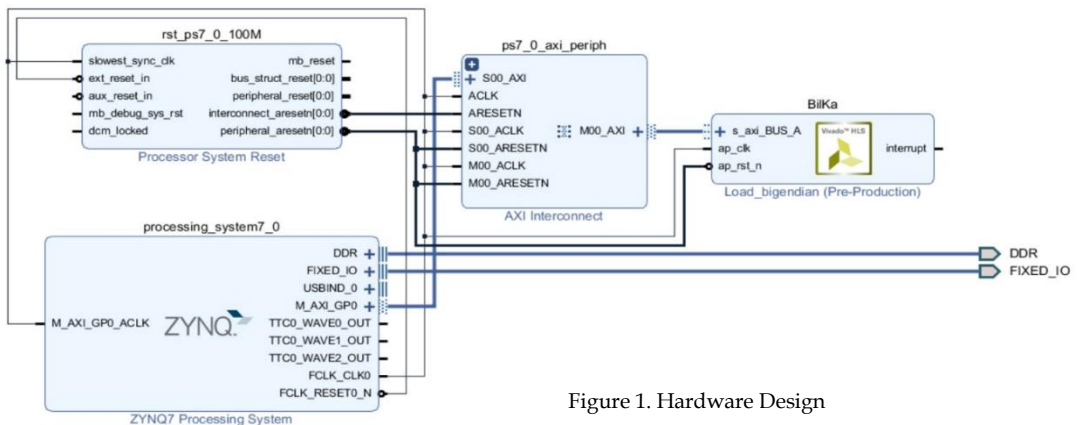 rst_ps7_0_100M
slowest_sync_clk
ext_reset_in
aux_reset_in
mb_debug_sys_rst
dcm_locked
mb_reset
bus_struct_reset[0:0]
peripheral_reset[0:0]
interconnect_aresetn[0:0]
peripheral_aresetn[0:0]
Processor System Reset
ps7_0_axi_periph
S00_AXI
ACLK
ARESETN
S00_ACLK
S00_ARESETN
M00_ACLK
M00_ARESETN
M00_AXI
AXI Interconnect
BilKa
s_axi_BUS_A
ap_clk
ap_rst_n
Vivado™ HLS
interrupt
Load_bigendian (Pre-Production)
processing_system7_0
M_AXI_GP0_ACLK
ZYNQ
DDR
FIXED_IO
USBIND_0
M_AXI_GP0
TTC0_WAVE0_OUT
TTC0_WAVE1_OUT
TTC0_WAVE2_OUT
FCLK_CLK0
FCLK_RESET0_N
ZYNQ7 Processing System
DDR
FIXED_IO
Figure 1. Hardware Design